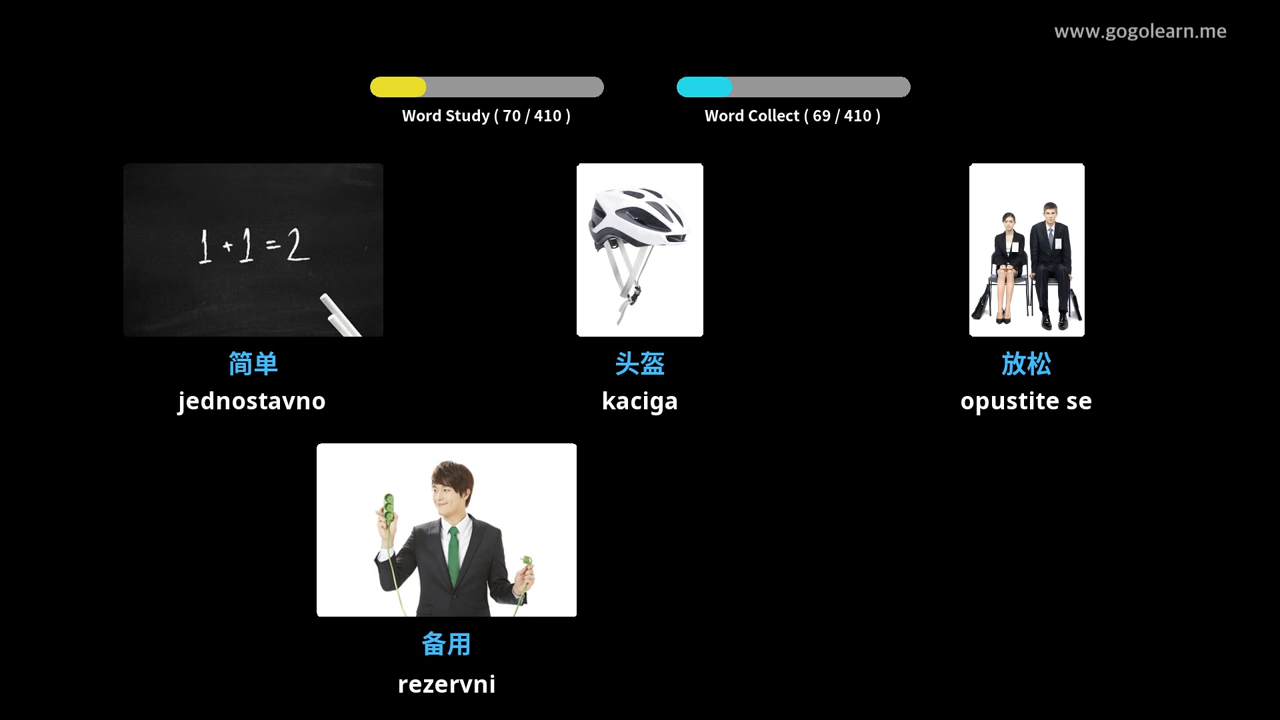 www.gogolearn.me
Word Study ( 70 / 410 )
Word Collect ( 69 / 410 )
1 + 1 = 2
简单
jednostavno
头盔
kaciga
放松
opustite se
备用
rezervni